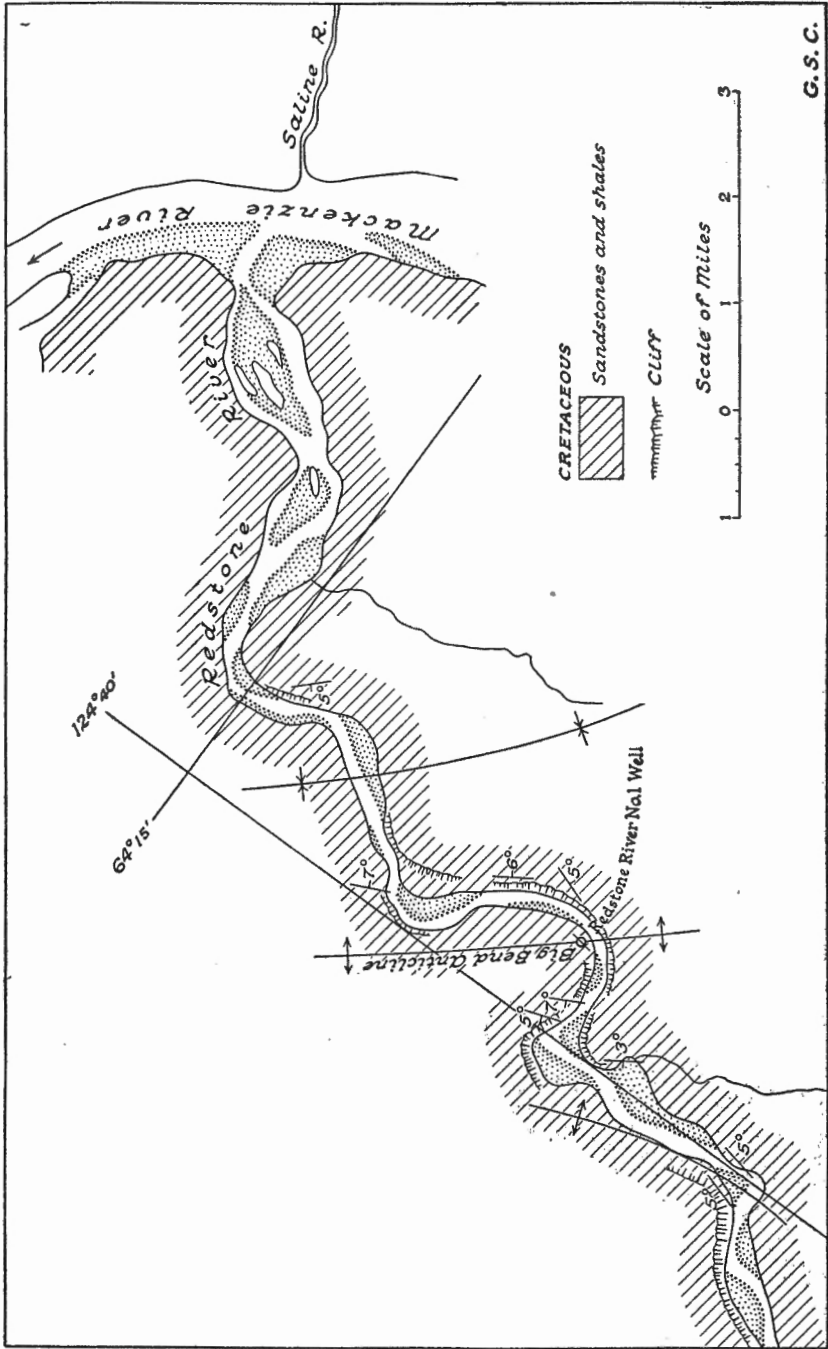 Saline R.
Mackenzie River
Redstone River
124°40'
64°15'
5°
7°
6°
5°
Redstone River No.1 Well
Big Bend Anticline
5°
7°
3°
5°
5°
CRETACEOUS
Sandstones and shales
Cliff
Scale of Miles
1 0 1 2 3
G.S.C.